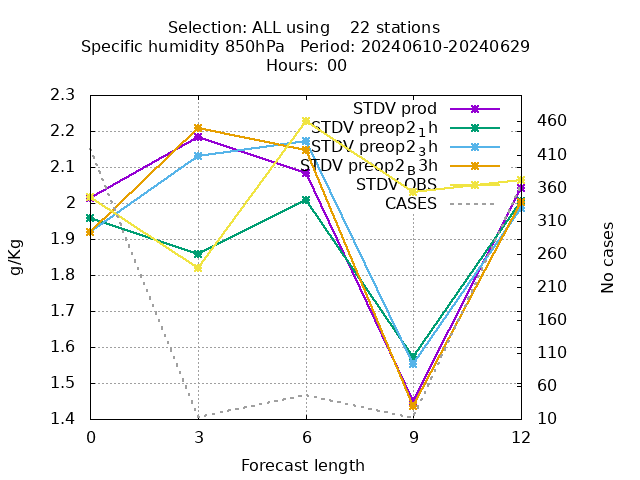 Selection: ALL using 22 stations
Specific humidity 850hPa Period: 20240610-20240629
Hours: 00
g/Kg
2.3
2.2
2.1
2
1.9
1.8
1.7
1.6
1.5
1.4
STDV prod
STDV preop2₁h
STDV preop2₃h
STDV preop2_B3h
STDV OBS
CASES
460
410
360
310
260
210
160
110
60
10
No cases
0 3 6 9 12
Forecast length